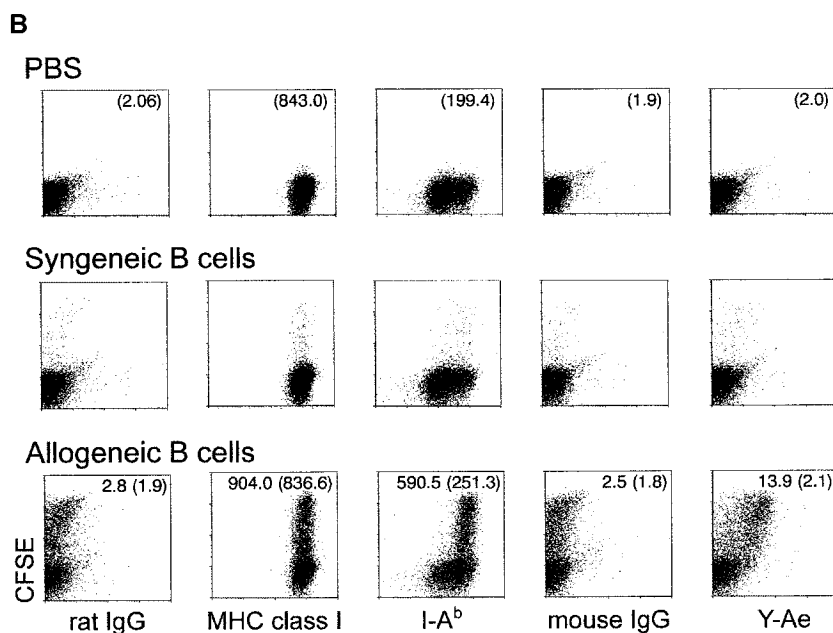 B
PBS
(2.06) (843.0) (199.4) (1.9) (2.0)
Syngeneic B cells
Allogeneic B cells
2.8 (1.9) 904.0 (836.6) 590.5 (251.3) 2.5 (1.8) 13.9 (2.1)
CFSE
rat IgG MHC class I I-Aᵇ mouse IgG Y-Ae